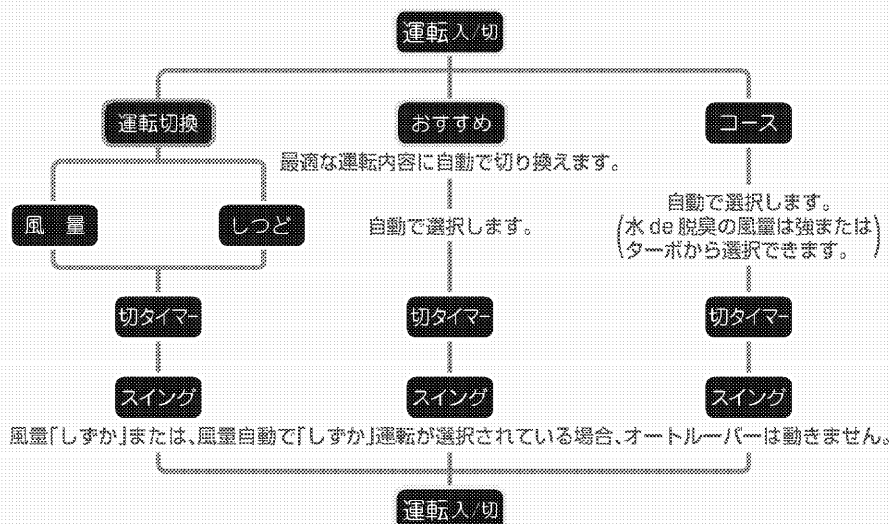 運転 入/切
運転切換
おすすめ
コース
最適な運転内容に自動で切り換えます。
風 量
しつど
自動で選択します。
自動で選択します。
(水 de 脱臭の風量は強または
ターボから選択できます。)
切タイマー
切タイマー
切タイマー
スイング
スイング
スイング
風量「しずか」または、風量自動で「しずか」運転が選択されている場合、オートルーバーは動きません。
運転 入/切